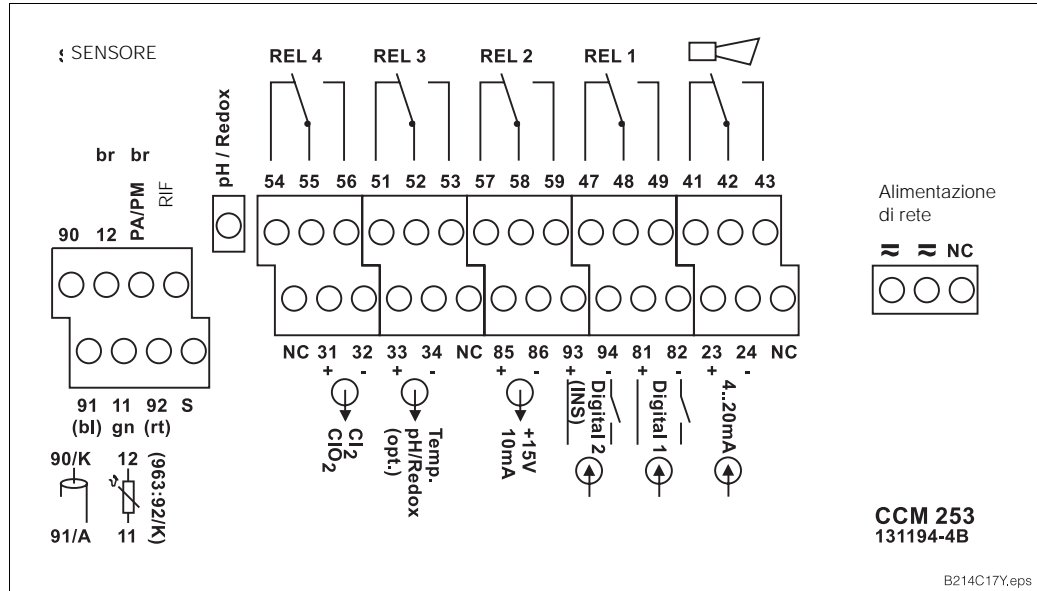 SENSORE
REL 4 REL 3 REL 2 REL 1
br br
PA/PM
RIF
pH / Redox
90 12
54 55 56 51 52 53 57 58 59 47 48 49 41 42 43
Alimentazione
di rete
≂ ≂ NC
NC 31 32 33 34 NC 85 86 93 94 81 82 23 24 NC
+ - + - + - + - + - + -
Cl2
ClO2
Temp.
pH/Redox
(opt.)
+15V
10mA
Digital 2
(INS)
Digital 1
4..20mA
91 11 92 S
(bl) gn (rt)
90/K 12
(963:92/K)
ϑ
91/A 11
CCM 253
131194-4B
B214C17Y.eps